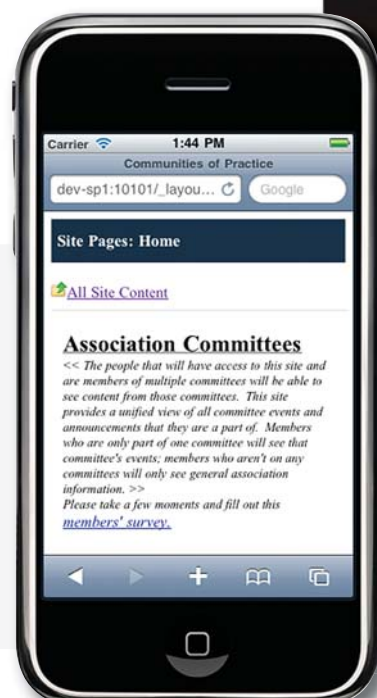 Carrier 1:44 PM
Communities of Practice
dev-sp1:10101/_layou... Google
Site Pages: Home
All Site Content
Association Committees
<< The people that will have access to this site and
are members of multiple committees will be able to
see content from those committees. This site
provides a unified view of all committee events and
announcements that they are a part of. Members
who are only part of one committee will see that
committee's events; members who aren't on any
committees will only see general association
information. >>
Please take a few moments and fill out this
members' survey.